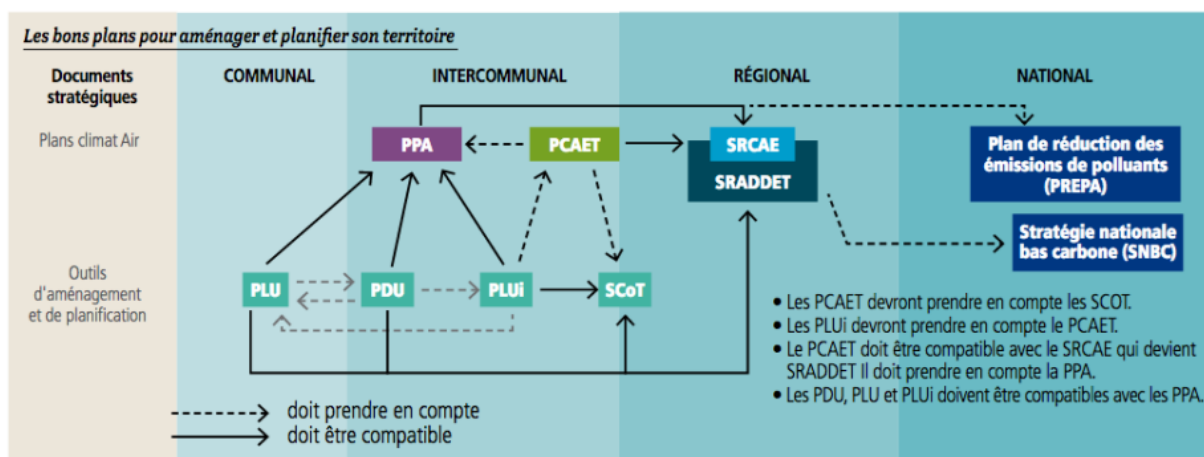 Les bons plans pour aménager et planifier son territoire
Documents
stratégiques
COMMUNAL
INTERCOMMUNAL
RÉGIONAL
NATIONAL
Plans climat Air
PPA
PCAET
SRCAE
SRADDET
Plan de réduction des
émissions de polluants
(PREPA)
Stratégie nationale
bas carbone (SNBC)
Outils
d'aménagement
et de planification
PLU
PDU
PLUi
SCoT
• Les PCAET devront prendre en compte les SCOT.
• Les PLUi devront prendre en compte le PCAET.
• Le PCAET doit être compatible avec le SRCAE qui devient
SRADDET Il doit prendre en compte la PPA.
• Les PDU, PLU et PLUi doivent être compatibles avec les PPA.
doit prendre en compte
doit être compatible